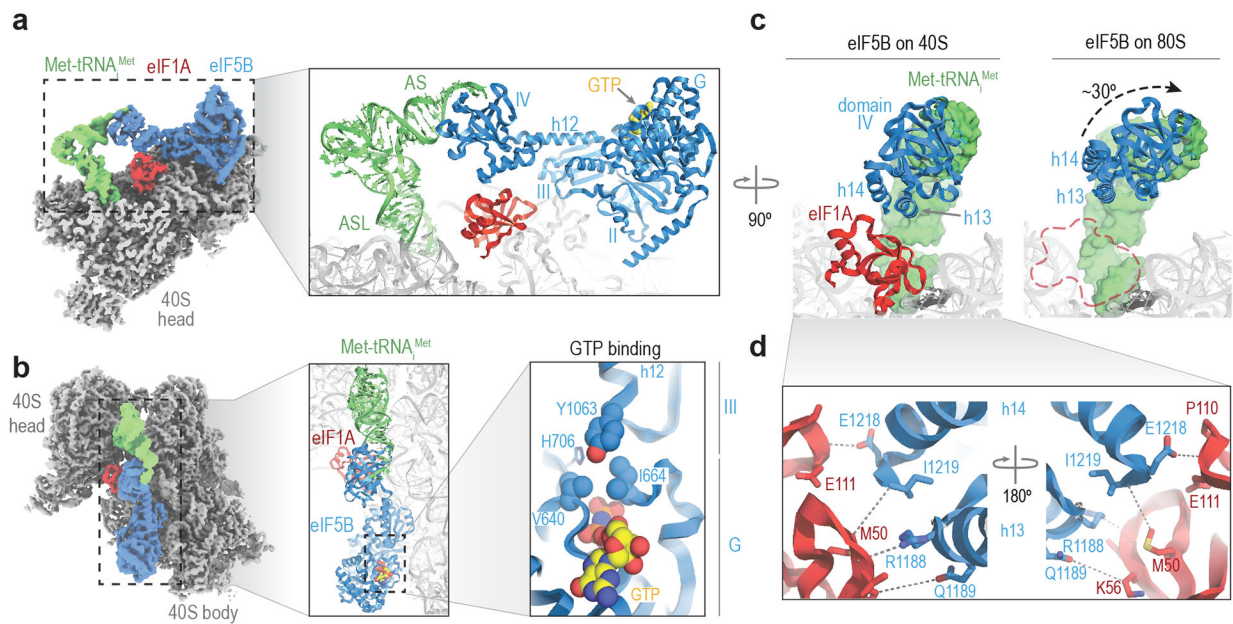 a
Met-tRNAiMet
eIF1A
eIF5B
40S
head
AS
IV
GTP
G
h12
III
ASL
II
90º
c
eIF5B on 40S
eIF5B on 80S
Met-tRNAiMet
domain
IV
h14
eIF1A
h13
~30º
h14
h13
b
40S
head
40S body
Met-tRNAiMet
eIF1A
eIF5B
GTP binding
h12
Y1063
H706
I664
V640
GTP
III
G
d
E1218
I1219
E111
M50
R1188
Q1189
h14
180º
h13
P110
E1218
I1219
E111
R1188
Q1189
M50
K56